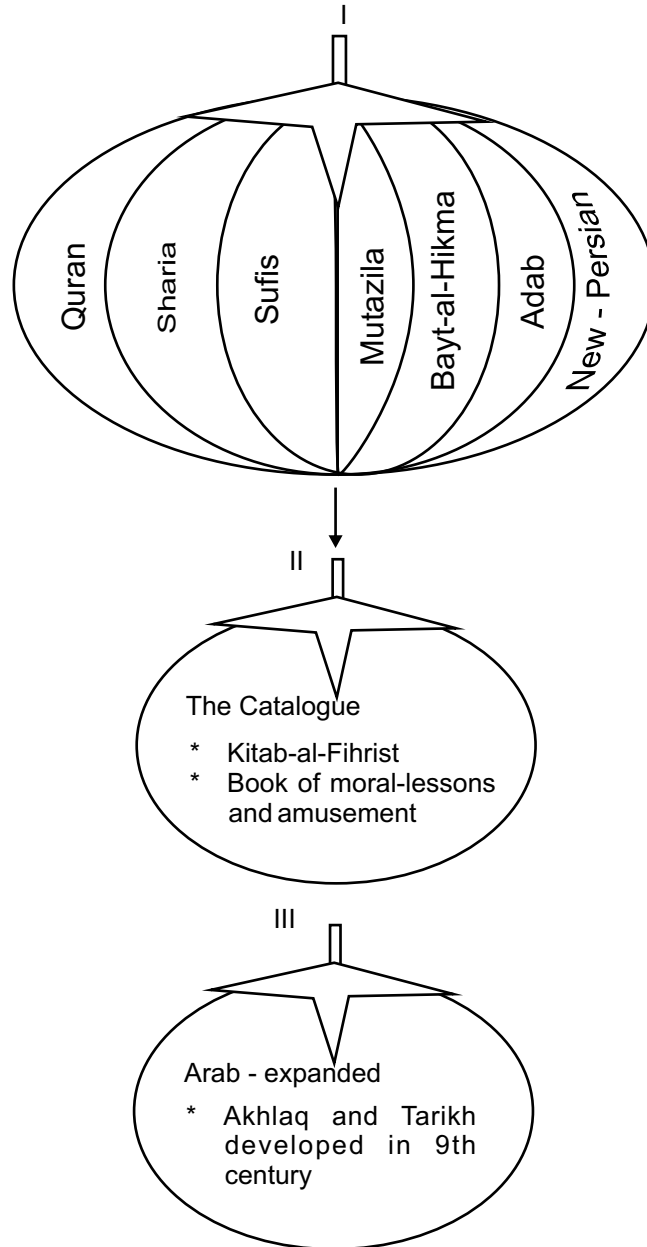 I
Quran
Sharia
Sufis
Mutazila
Bayt-al-Hikma
Adab
New - Persian
II
The Catalogue
* Kitab-al-Fihrist
* Book of moral-lessons
and amusement
III
Arab - expanded
* Akhlaq and Tarikh
developed in 9th
century